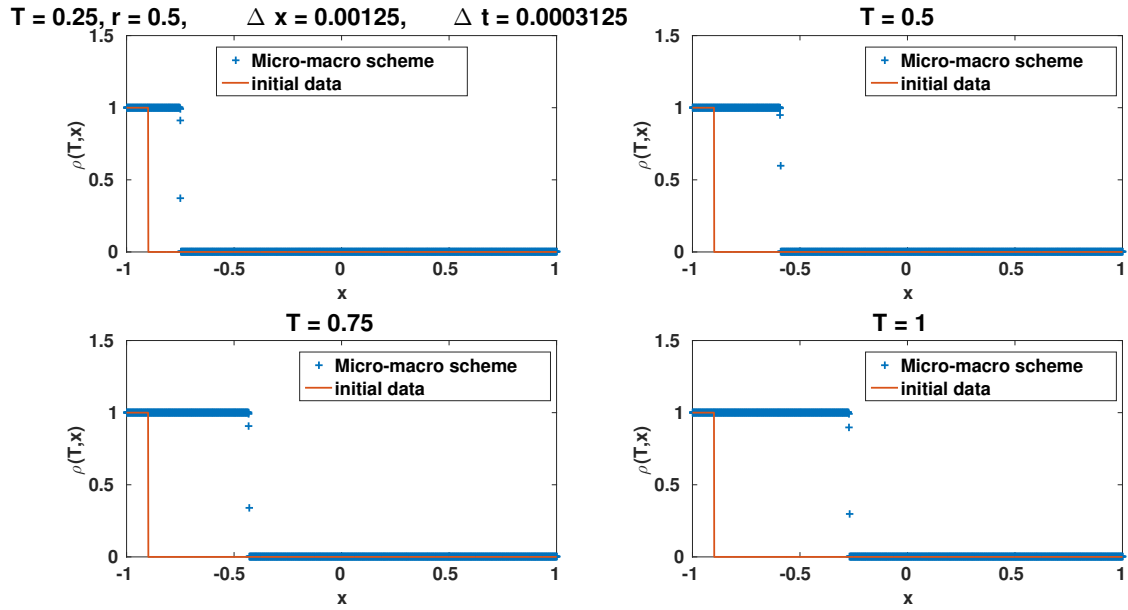 T = 0.25, r = 0.5, Δ x = 0.00125, Δ t = 0.0003125
1.5
1
0.5
0
ρ(T,x)
Micro-macro scheme
initial data
-1 -0.5 0 0.5 1
x
T = 0.5
1.5
1
0.5
0
ρ(T,x)
Micro-macro scheme
initial data
-1 -0.5 0 0.5 1
x
T = 0.75
1.5
1
0.5
0
ρ(T,x)
Micro-macro scheme
initial data
-1 -0.5 0 0.5 1
x
T = 1
1.5
1
0.5
0
ρ(T,x)
Micro-macro scheme
initial data
-1 -0.5 0 0.5 1
x